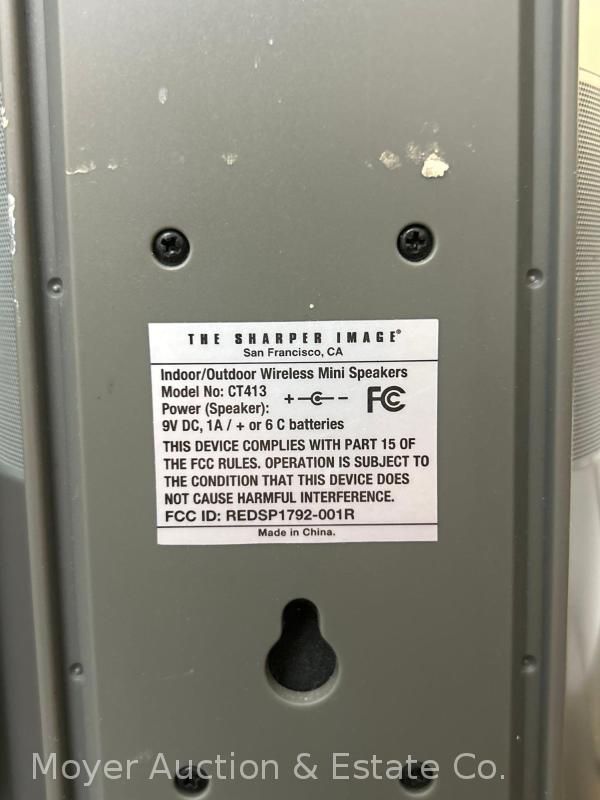 THE SHARPER IMAGE®
San Francisco, CA
Indoor/Outdoor Wireless Mini Speakers
Model No: CT413
+ - FC
Power (Speaker):
9V DC, 1A / + or 6 C batteries
THIS DEVICE COMPLIES WITH PART 15 OF
THE FCC RULES. OPERATION IS SUBJECT TO
THE CONDITION THAT THIS DEVICE DOES
NOT CAUSE HARMFUL INTERFERENCE.
FCC ID: REDSP1792-001R
Made in China.
Moyer Auction & Estate Co.